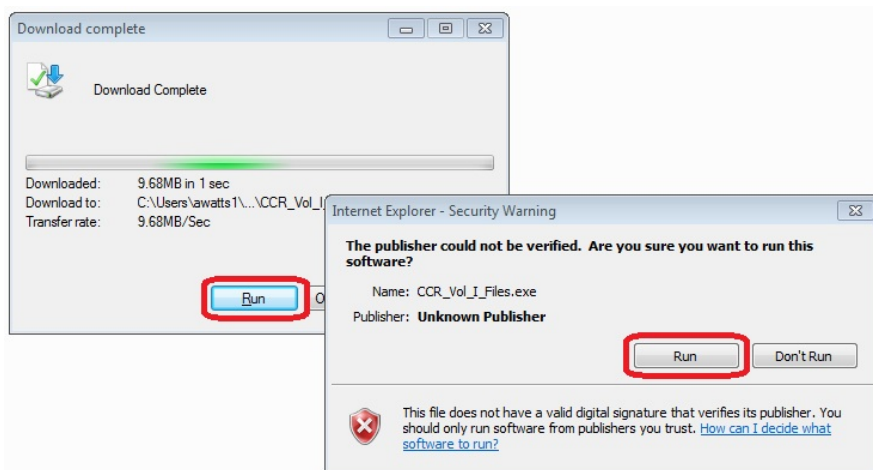 Download complete
Download Complete
Downloaded: 9.68MB in 1 sec
Download to: C:\Users\awatts1\...\CCR_Vol_I_
Transfer rate: 9.68MB/Sec
Run O
Internet Explorer - Security Warning
The publisher could not be verified. Are you sure you want to run this
software?
Name: CCR_Vol_I_Files.exe
Publisher: Unknown Publisher
Run Don't Run
This file does not have a valid digital signature that verifies its publisher. You
should only run software from publishers you trust. How can I decide what
software to run?